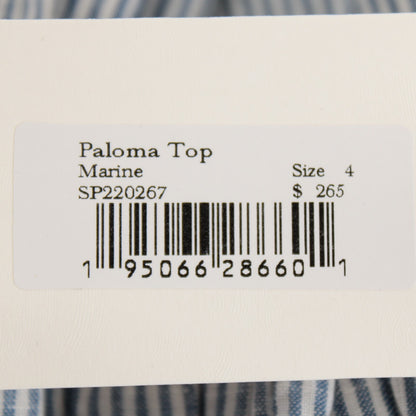 Paloma Top
Marine Size 4
SP220267 $ 265
1 95066 28660 1